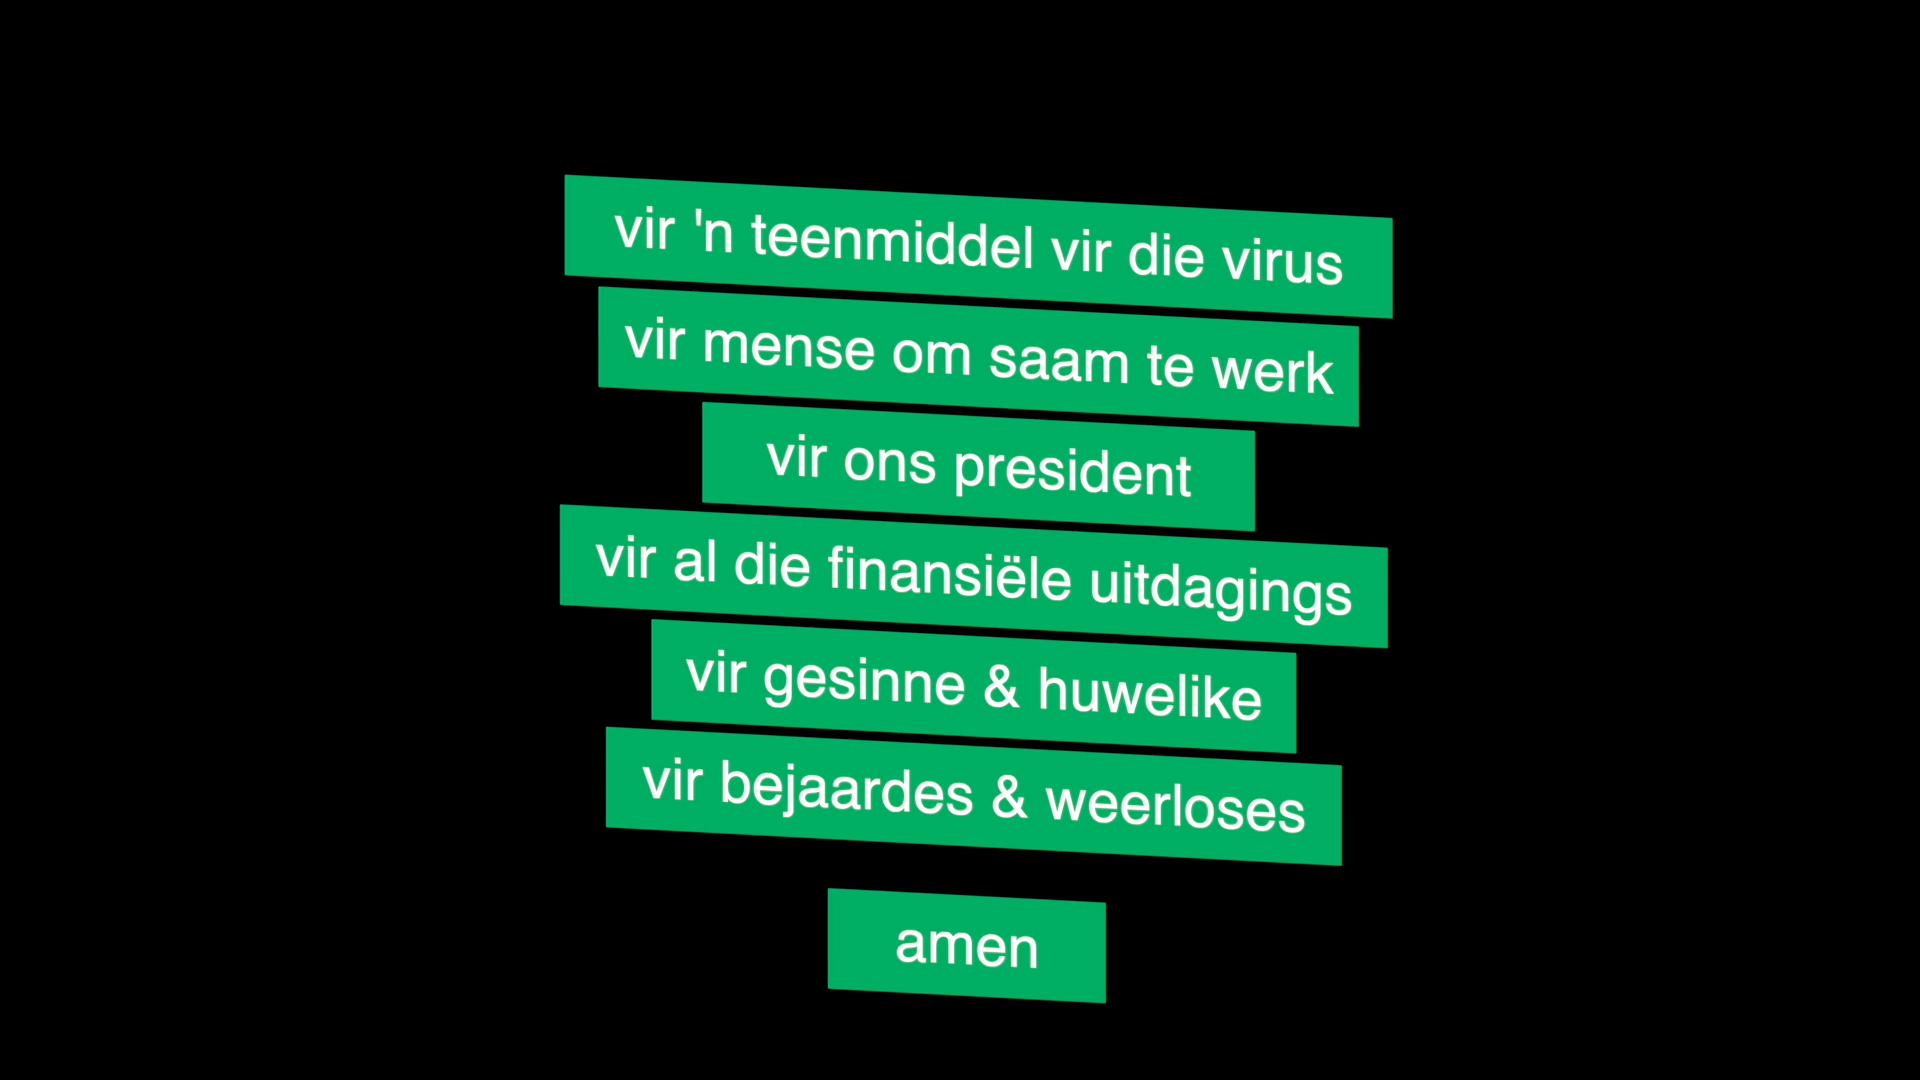 vir 'n teenmiddel vir die virus
vir mense om saam te werk
vir ons president
vir al die finansiële uitdagings
vir gesinne & huwelike
vir bejaardes & weerloses
amen